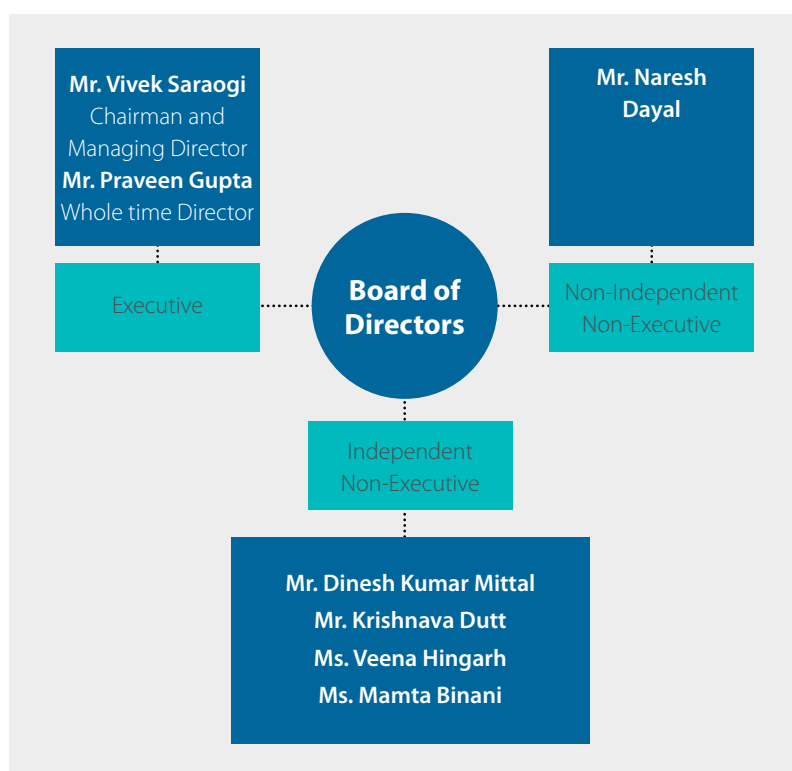 Mr. Vivek Saraogi
Chairman and
Managing Director
Mr. Praveen Gupta
Whole time Director
Executive
Mr. Naresh
Dayal
Non-Independent
Non-Executive
Board of
Directors
Independent
Non-Executive
Mr. Dinesh Kumar Mittal
Mr. Krishnava Dutt
Ms. Veena Hingarh
Ms. Mamta Binani